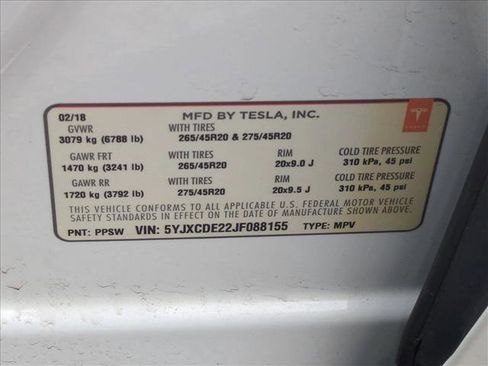 02/18 MFD BY TESLA, INC.
GVWR WITH TIRES
3079 kg (6788 lb) 265/45R20 & 275/45R20
GAWR FRT WITH TIRES RIM COLD TIRE PRESSURE
1470 kg (3241 lb) 265/45R20 20x9.0 J 310 kPa, 45 psi
GAWR RR WITH TIRES RIM COLD TIRE PRESSURE
1720 kg (3792 lb) 275/45R20 20x9.5 J 310 kPa, 45 psi
THIS VEHICLE CONFORMS TO ALL APPLICABLE U.S. FEDERAL MOTOR VEHICLE
SAFETY STANDARDS IN EFFECT ON THE DATE OF MANUFACTURE SHOWN ABOVE.
PNT: PPSW VIN: 5YJXCDE22JF088155 TYPE: MPV